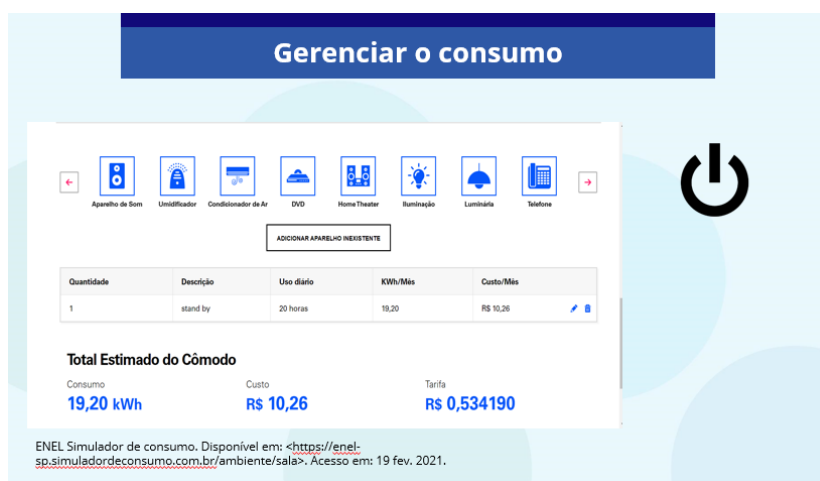 Gerenciar o consumo
Aparelho de Som Umidificador Condicionador de Ar DVD Home Theater Iluminação Luminária Telefone
ADICIONAR APARELHO INEXISTENTE
Quantidade Descrição Uso diário KWh/Mês Custo/Mês
1 stand by 20 horas 19,20 R$ 10,26
Total Estimado do Cômodo
Consumo Custo Tarifa
19,20 kWh R$ 10,26 R$ 0,534190
ENEL Simulador de consumo. Disponível em: <https://enel-
sp.simuladordeconsumo.com.br/ambiente/sala>. Acesso em: 19 fev. 2021.